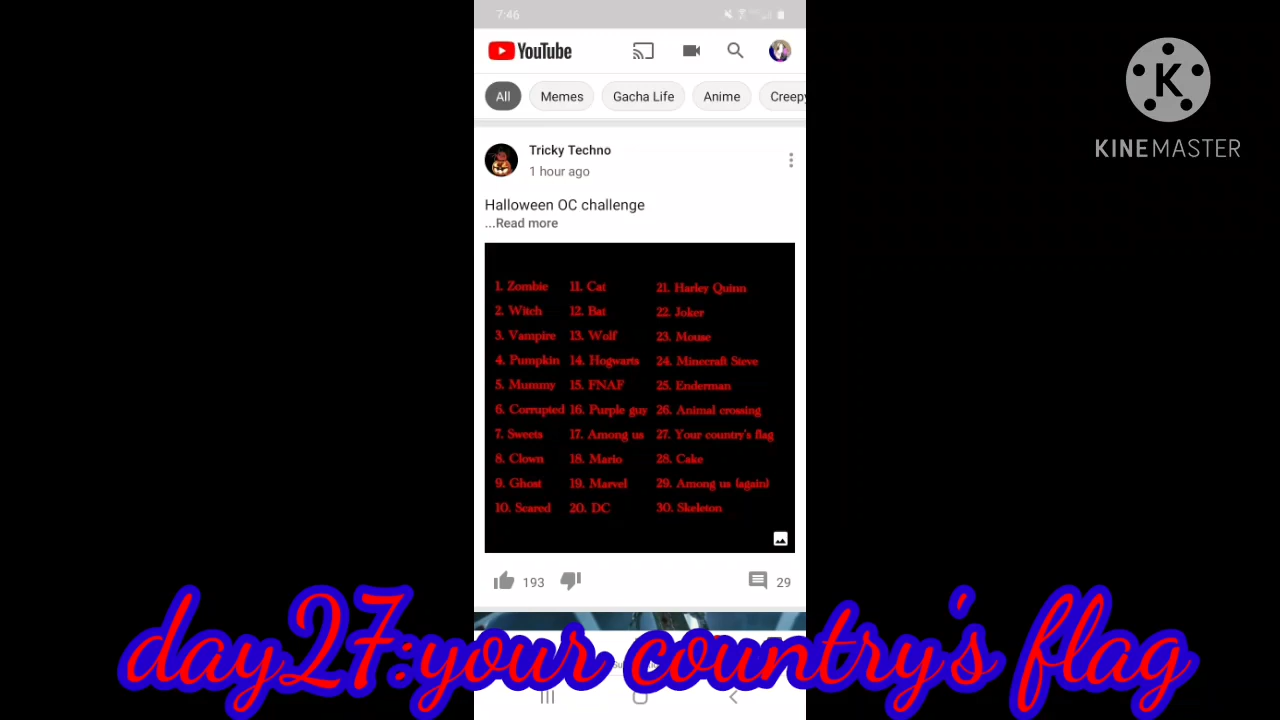 7:46
YouTube
All Memes Gacha Life Anime Creepy
Tricky Techno
1 hour ago
Halloween OC challenge
...Read more
1. Zombie 11. Cat 21. Harley Quinn
2. Witch 12. Bat 22. Joker
3. Vampire 13. Wolf 23. Mouse
4. Pumpkin 14. Hogwarts 24. Minecraft Steve
5. Mummy 15. FNAF 25. Enderman
6. Corrupted 16. Purple guy 26. Animal crossing
7. Sweets 17. Among us 27. Your country's flag
8. Clown 18. Mario 28. Cake
9. Ghost 19. Marvel 29. Among us (again)
10. Scared 20. DC 30. Skeleton
193 29
day27:your country's flag
K
KINEMASTER